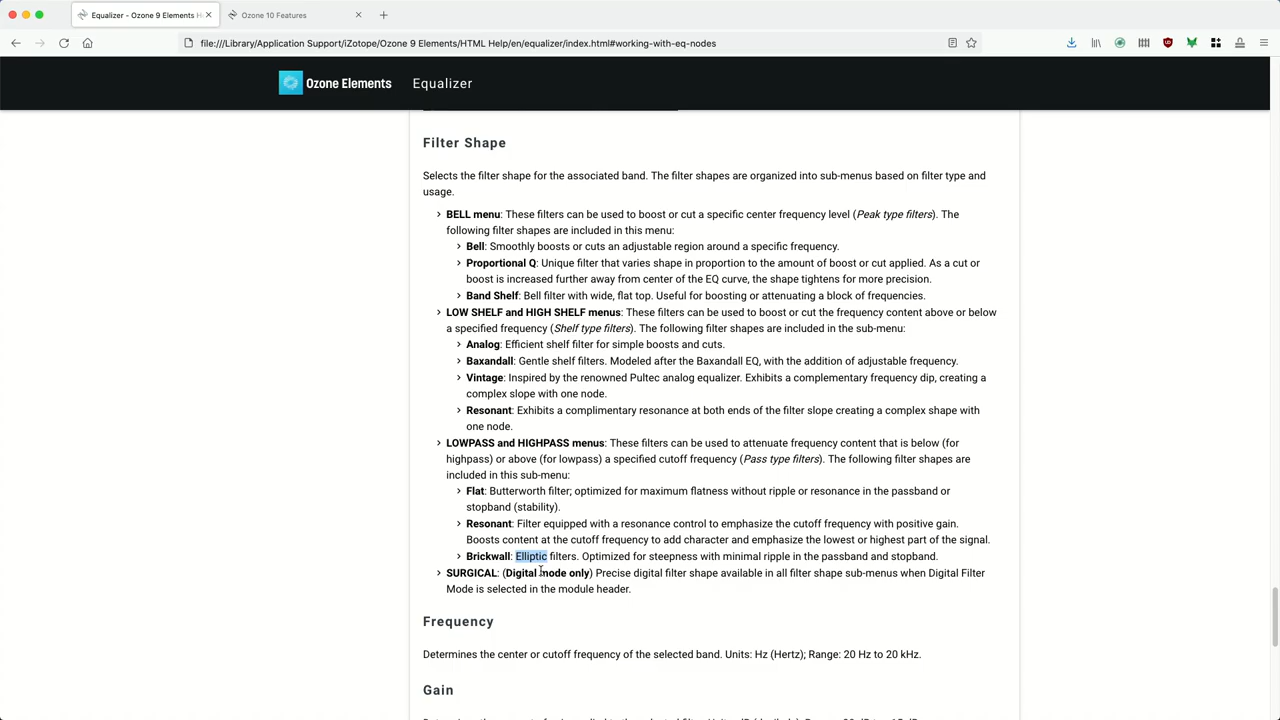 Equalizer - Ozone 9 Elements H
Ozone 10 Features
file:///Library/Application Support/iZotope/Ozone 9 Elements/HTML Help/en/equalizer/index.html#working-with-eq-nodes
Ozone Elements Equalizer
Filter Shape
Selects the filter shape for the associated band. The filter shapes are organized into sub-menus based on filter type and
usage.
BELL menu: These filters can be used to boost or cut a specific center frequency level (Peak type filters). The
following filter shapes are included in this menu:
Bell: Smoothly boosts or cuts an adjustable region around a specific frequency.
Proportional Q: Unique filter that varies shape in proportion to the amount of boost or cut applied. As a cut or
boost is increased further away from center of the EQ curve, the shape tightens for more precision.
Band Shelf: Bell filter with wide, flat top. Useful for boosting or attenuating a block of frequencies.
LOW SHELF and HIGH SHELF menus: These filters can be used to boost or cut the frequency content above or below
a specified frequency (Shelf type filters). The following filter shapes are included in the sub-menu:
Analog: Efficient shelf filter for simple boosts and cuts.
Baxandall: Gentle shelf filters. Modeled after the Baxandall EQ, with the addition of adjustable frequency.
Vintage: Inspired by the renowned Pultec analog equalizer. Exhibits a complementary frequency dip, creating a
complex slope with one node.
Resonant: Exhibits a complimentary resonance at both ends of the filter slope creating a complex shape with
one node.
LOWPASS and HIGHPASS menus: These filters can be used to attenuate frequency content that is below (for
highpass) or above (for lowpass) a specified cutoff frequency (Pass type filters). The following filter shapes are
included in this sub-menu:
Flat: Butterworth filter; optimized for maximum flatness without ripple or resonance in the passband or
stopband (stability).
Resonant: Filter equipped with a resonance control to emphasize the cutoff frequency with positive gain.
Boosts content at the cutoff frequency to add character and emphasize the lowest or highest part of the signal.
Brickwall: Elliptic filters. Optimized for steepness with minimal ripple in the passband and stopband.
SURGICAL: (Digital mode only) Precise digital filter shape available in all filter shape sub-menus when Digital Filter
Mode is selected in the module header.
Frequency
Determines the center or cutoff frequency of the selected band. Units: Hz (Hertz); Range: 20 Hz to 20 kHz.
Gain